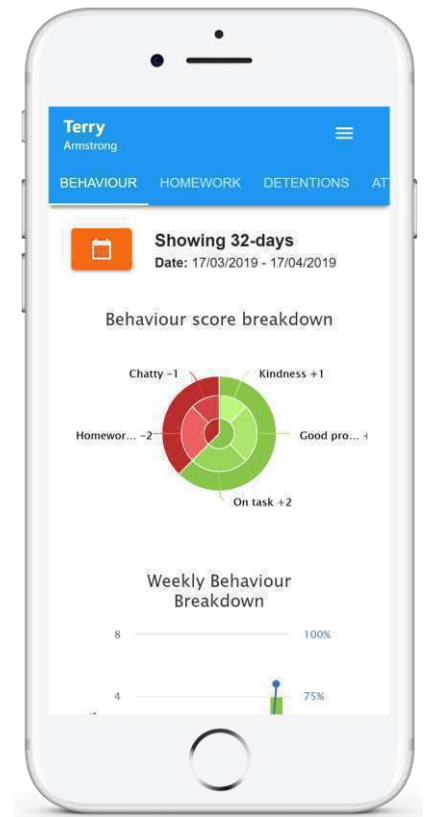 Terry
Armstrong
BEHAVIOUR HOMEWORK DETENTIONS AT
Showing 32-days
Date: 17/03/2019 - 17/04/2019
Behaviour score breakdown
Chatty -1
Kindness +1
Homewor... -2
Good pro...
On task +2
Weekly Behaviour
Breakdown
8
100%
4
75%